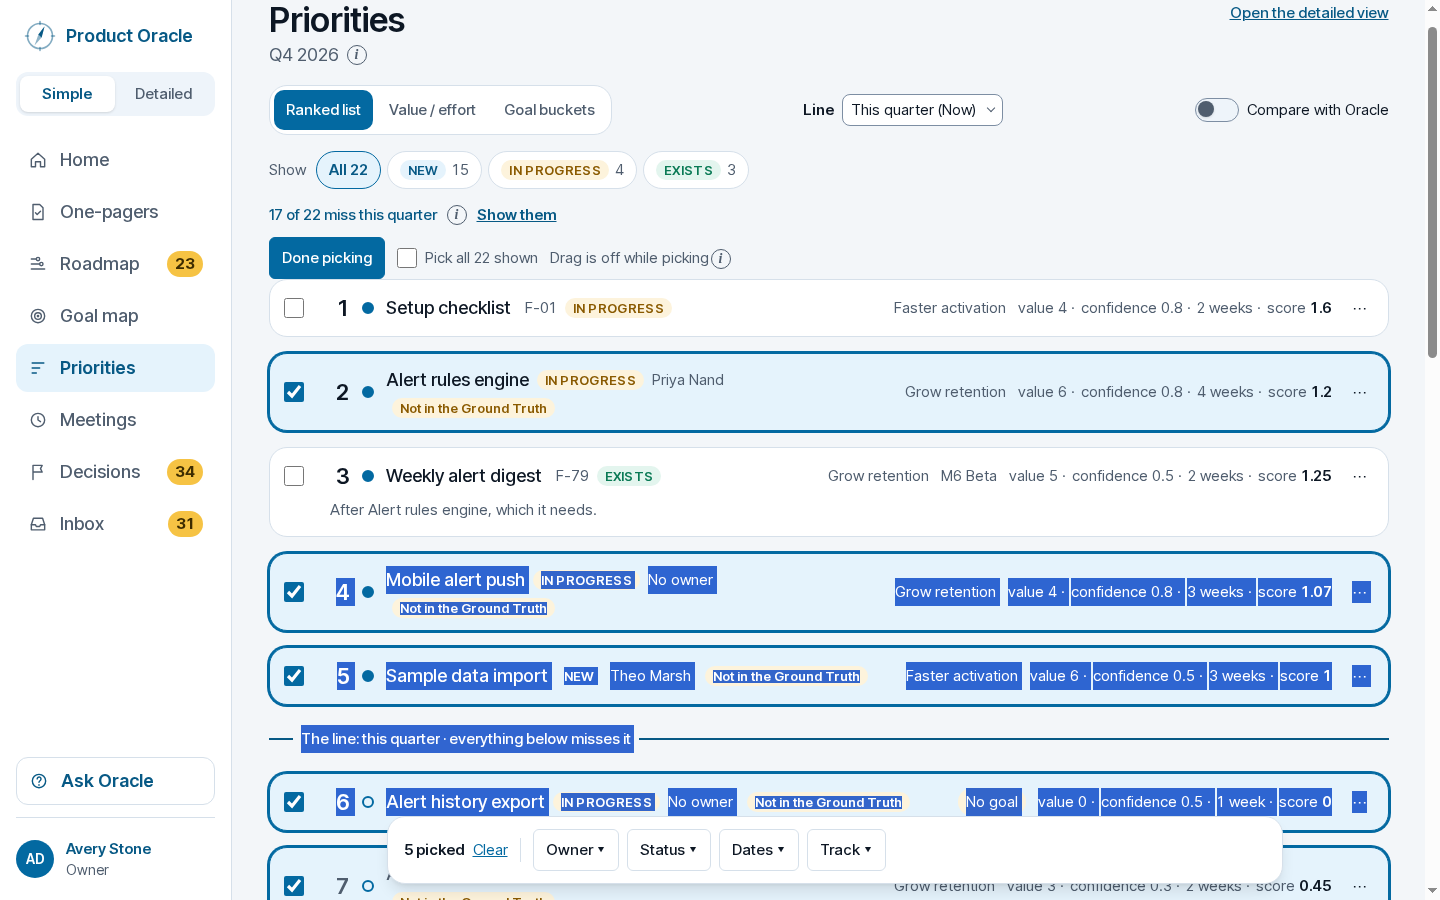 Product Oracle
Simple
Detailed
Home
One-pagers
Roadmap 23
Goal map
Priorities
Meetings
Decisions 34
Inbox 31
Ask Oracle
AD
Avery Stone
Owner
Priorities
Open the detailed view
Q4 2026 i
Ranked list
Value / effort
Goal buckets
Line This quarter (Now)
Compare with Oracle
Show All 22 NEW 15 IN PROGRESS 4 EXISTS 3
17 of 22 miss this quarter i Show them
Done picking Pick all 22 shown Drag is off while picking i
1 Setup checklist F-01 IN PROGRESS Faster activation value 4 · confidence 0.8 · 2 weeks · score 1.6 ...
2 Alert rules engine IN PROGRESS Priya Nand Grow retention value 6 · confidence 0.8 · 4 weeks · score 1.2 ...
Not in the Ground Truth
3 Weekly alert digest F-79 EXISTS Grow retention M6 Beta value 5 · confidence 0.5 · 2 weeks · score 1.25 ...
After Alert rules engine, which it needs.
4 Mobile alert push IN PROGRESS No owner Grow retention value 4 · confidence 0.8 · 3 weeks · score 1.07 ...
Not in the Ground Truth
5 Sample data import NEW Theo Marsh Not in the Ground Truth Faster activation value 6 · confidence 0.5 · 3 weeks · score 1 ...
The line: this quarter · everything below misses it
6 Alert history export IN PROGRESS No owner Not in the Ground Truth No goal value 0 · confidence 0.5 · 1 week · score 0 ...
5 picked Clear Owner Status Dates Track
7 Grow retention value 3 · confidence 0.3 · 2 weeks · score 0.45 ...